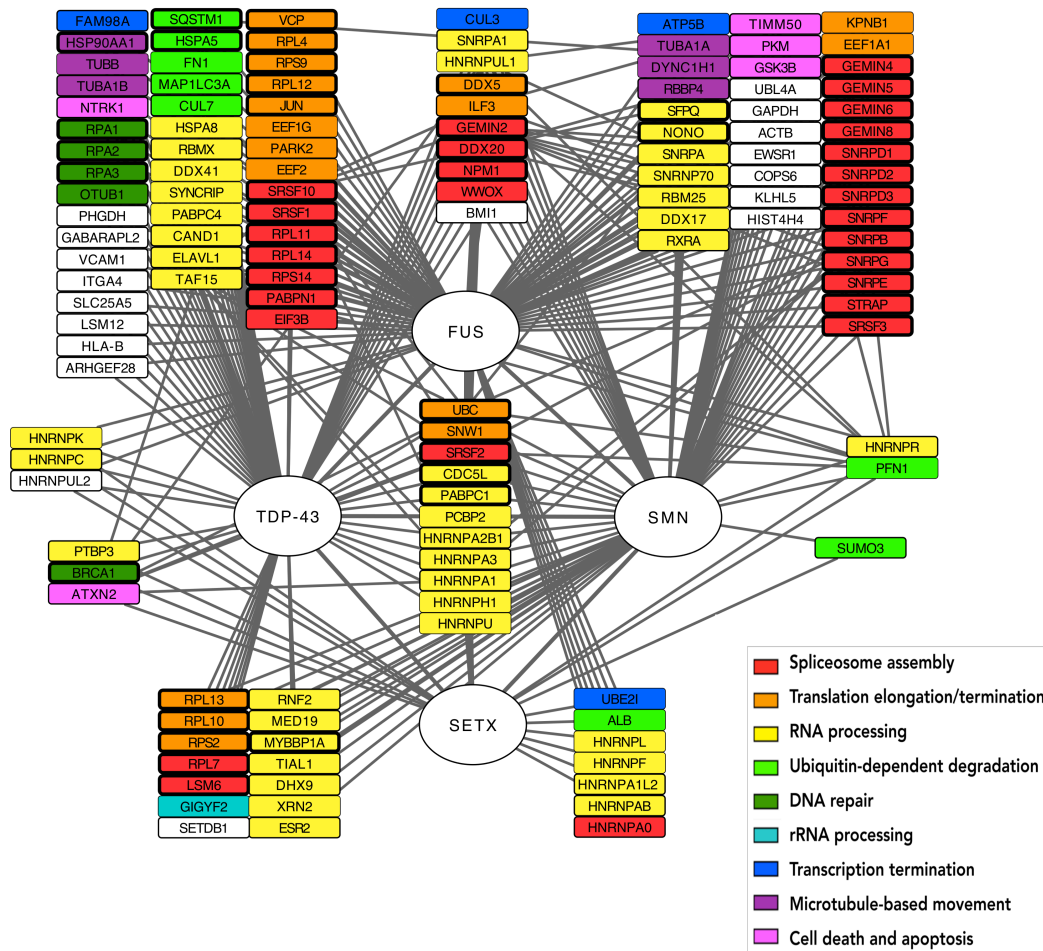 FAM98A
HSP90AA1
TUBB
TUBA1B
NTRK1
RPA1
RPA2
RPA3
OTUB1
PHGDH
GABARAPL2
VCAM1
ITGA4
SLC25A5
LSM12
HLA-B
ARHGEF28
SQSTM1
HSPA5
FN1
MAP1LC3A
CUL7
HSPA8
RBMX
DDX41
SYNCRIP
PABPC4
CAND1
ELAVL1
TAF15
VCP
RPL4
RPS9
RPL12
JUN
EEF1G
PARK2
EEF2
SRSF10
SRSF1
RPL11
RPL14
RPS14
PABPN1
EIF3B
CUL3
SNRPA1
HNRNPUL1
DDX5
ILF3
GEMIN2
DDX20
NPM1
WWOX
BMI1
ATP5B
TUBA1A
DYNC1H1
RBBP4
SFPQ
NONO
SNRPA
SNRNP70
RBM25
DDX17
RXRA
TIMM50
PKM
GSK3B
UBL4A
GAPDH
ACTB
EWSR1
COPS6
KLHL5
HIST4H4
KPNB1
EEF1A1
GEMIN4
GEMIN5
GEMIN6
GEMIN8
SNRPD1
SNRPD2
SNRPD3
SNRPF
SNRPB
SNRPG
SNRPE
STRAP
SRSF3
FUS
HNRNPK
HNRNPC
HNRNPUL2
UBC
SNW1
SRSF2
CDC5L
PABPC1
PCBP2
HNRNPA2B1
HNRNPA3
HNRNPA1
HNRNPH1
HNRNPU
HNRNPR
PFN1
TDP-43
SMN
SUMO3
PTBP3
BRCA1
ATXN2
RPL13
RPL10
RPS2
RPL7
LSM6
GIGYF2
SETDB1
RNF2
MED19
MYBBP1A
TIAL1
DHX9
XRN2
ESR2
SETX
UBE2I
ALB
HNRNPL
HNRNPF
HNRNPA1L2
HNRNPAB
HNRNPA0
Spliceosome assembly
Translation elongation/termination
RNA processing
Ubiquitin-dependent degradation
DNA repair
rRNA processing
Transcription termination
Microtubule-based movement
Cell death and apoptosis